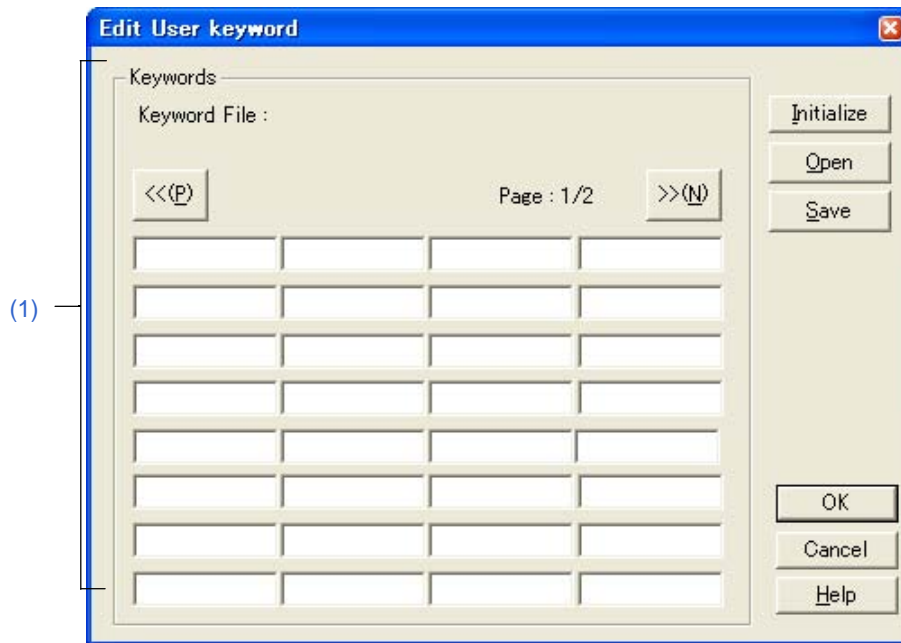 Edit User keyword
Keywords
Keyword File :
Initialize
Open
<<(P)
Page : 1/2
>>(N)
Save
(1)
OK
Cancel
Help